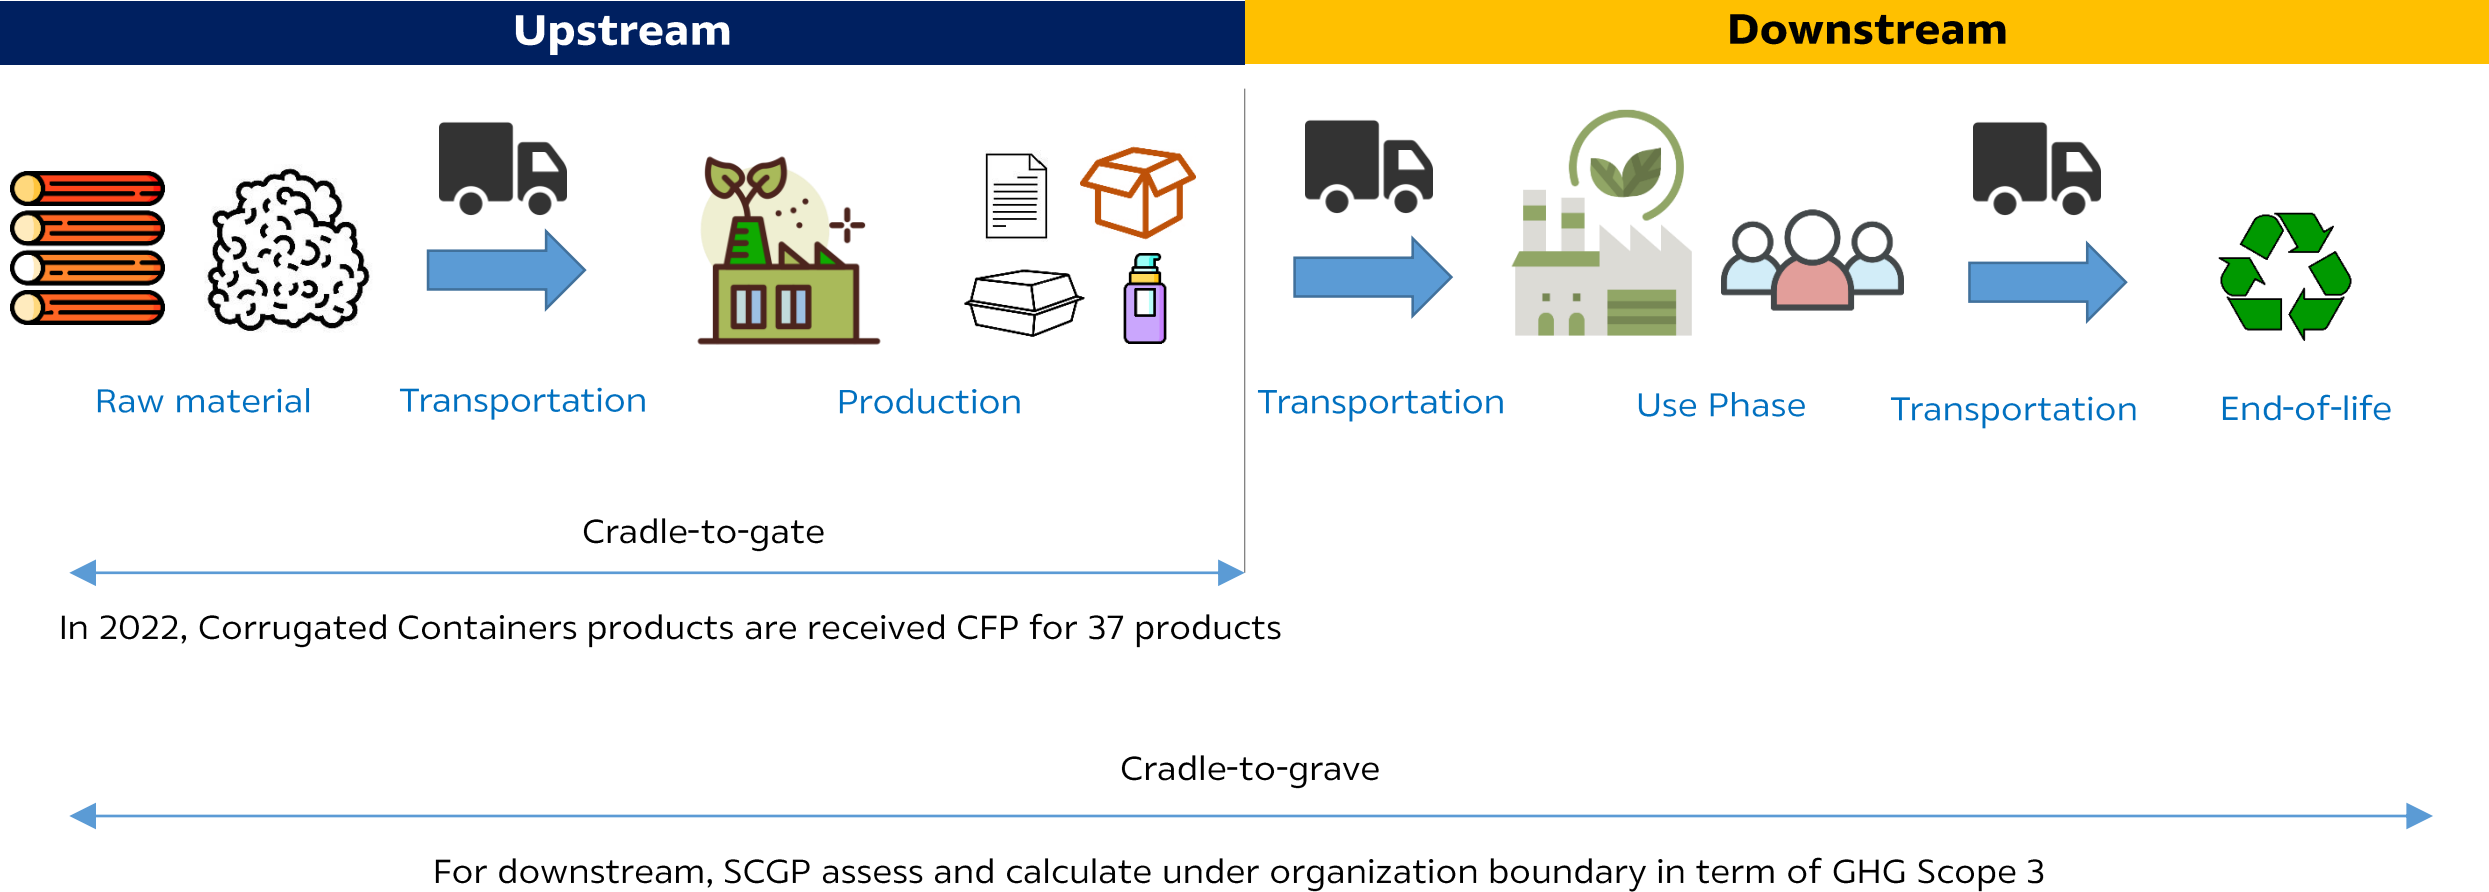 Upstream
Downstream
Raw material
Transportation
Production
Transportation
Use Phase
Transportation
End-of-life
Cradle-to-gate
In 2022, Corrugated Containers products are received CFP for 37 products
Cradle-to-grave
For downstream, SCGP assess and calculate under organization boundary in term of GHG Scope 3